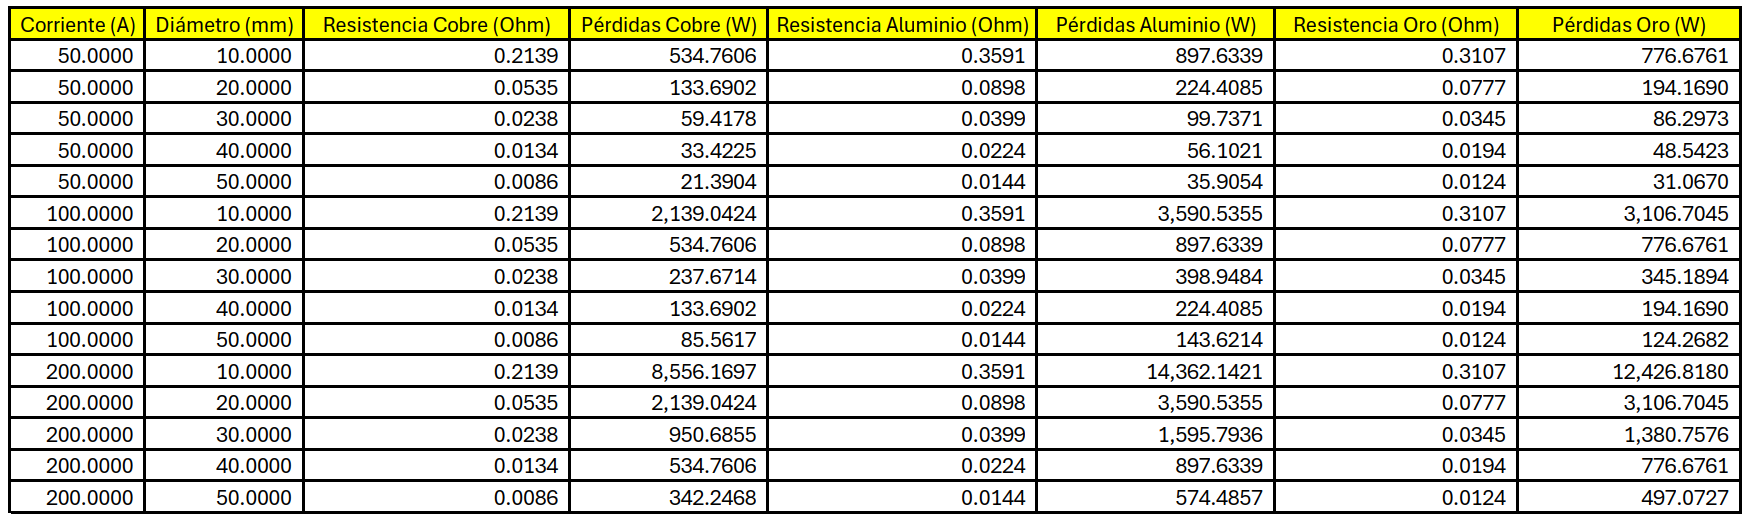 Corriente (A) Diámetro (mm) Resistencia Cobre (Ohm) Pérdidas Cobre (W) Resistencia Aluminio (Ohm) Pérdidas Aluminio (W) Resistencia Oro (Ohm) Pérdidas Oro (W)
50.0000 10.0000 0.2139 534.7606 0.3591 897.6339 0.3107 776.6761
50.0000 20.0000 0.0535 133.6902 0.0898 224.4085 0.0777 194.1690
50.0000 30.0000 0.0238 59.4178 0.0399 99.7371 0.0345 86.2973
50.0000 40.0000 0.0134 33.4225 0.0224 56.1021 0.0194 48.5423
50.0000 50.0000 0.0086 21.3904 0.0144 35.9054 0.0124 31.0670
100.0000 10.0000 0.2139 2,139.0424 0.3591 3,590.5355 0.3107 3,106.7045
100.0000 20.0000 0.0535 534.7606 0.0898 897.6339 0.0777 776.6761
100.0000 30.0000 0.0238 237.6714 0.0399 398.9484 0.0345 345.1894
100.0000 40.0000 0.0134 133.6902 0.0224 224.4085 0.0194 194.1690
100.0000 50.0000 0.0086 85.5617 0.0144 143.6214 0.0124 124.2682
200.0000 10.0000 0.2139 8,556.1697 0.3591 14,362.1421 0.3107 12,426.8180
200.0000 20.0000 0.0535 2,139.0424 0.0898 3,590.5355 0.0777 3,106.7045
200.0000 30.0000 0.0238 950.6855 0.0399 1,595.7936 0.0345 1,380.7576
200.0000 40.0000 0.0134 534.7606 0.0224 897.6339 0.0194 776.6761
200.0000 50.0000 0.0086 342.2468 0.0144 574.4857 0.0124 497.0727